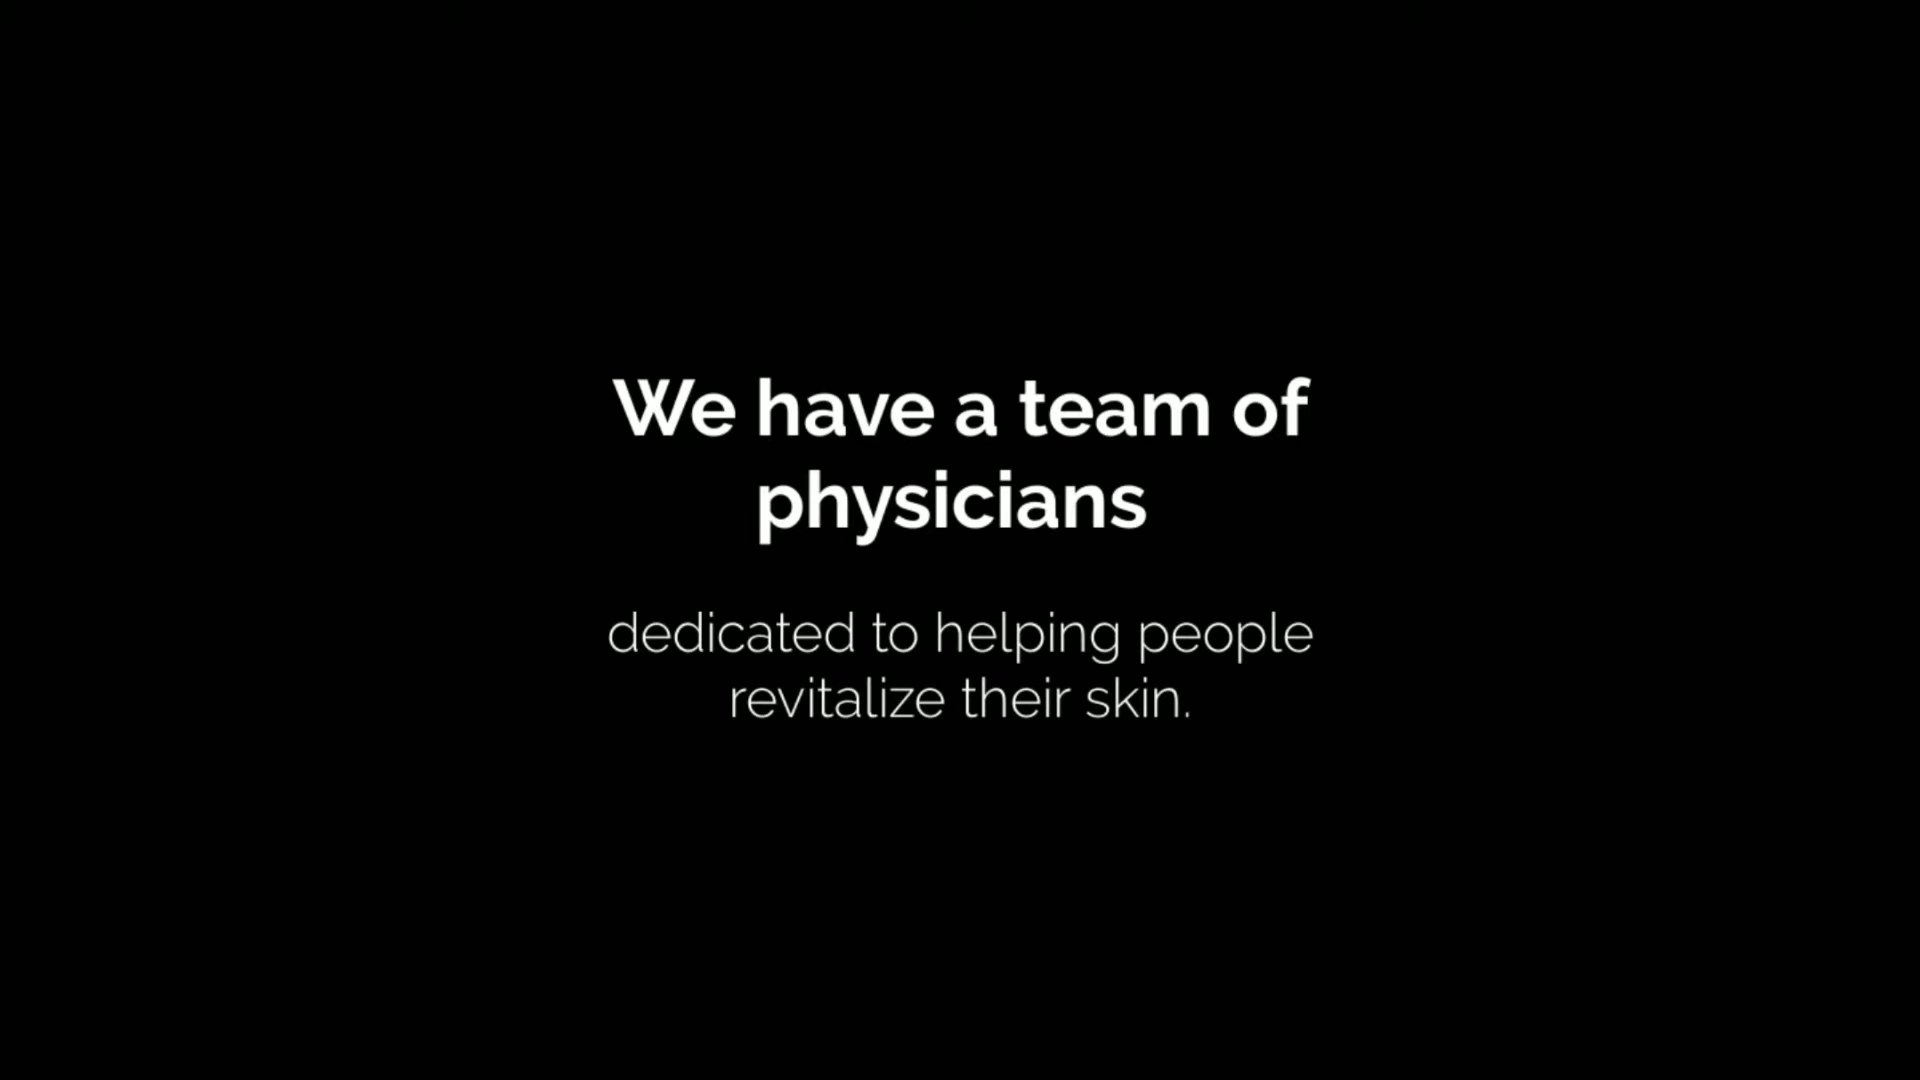 We have a team of
physicians
dedicated to helping people
revitalize their skin.